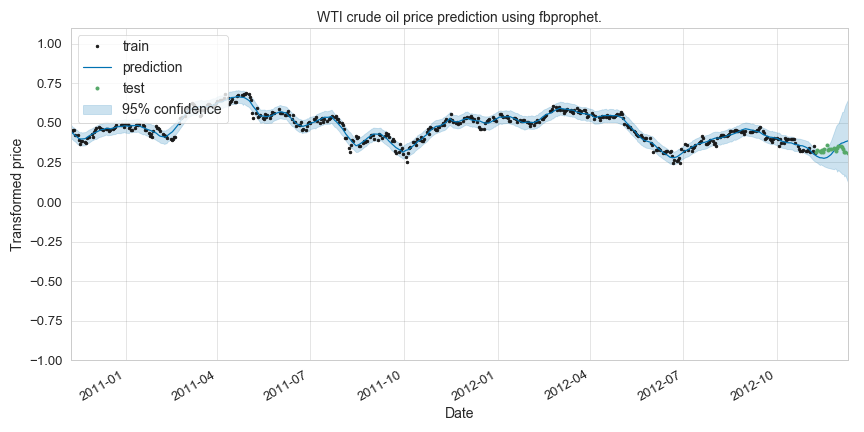 WTI crude oil price prediction using fbprophet.
train
prediction
test
95% confidence
Transformed price
1.00
0.75
0.50
0.25
0.00
−0.25
−0.50
−0.75
−1.00
2011-01
2011-04
2011-07
2011-10
2012-01
2012-04
2012-07
2012-10
Date